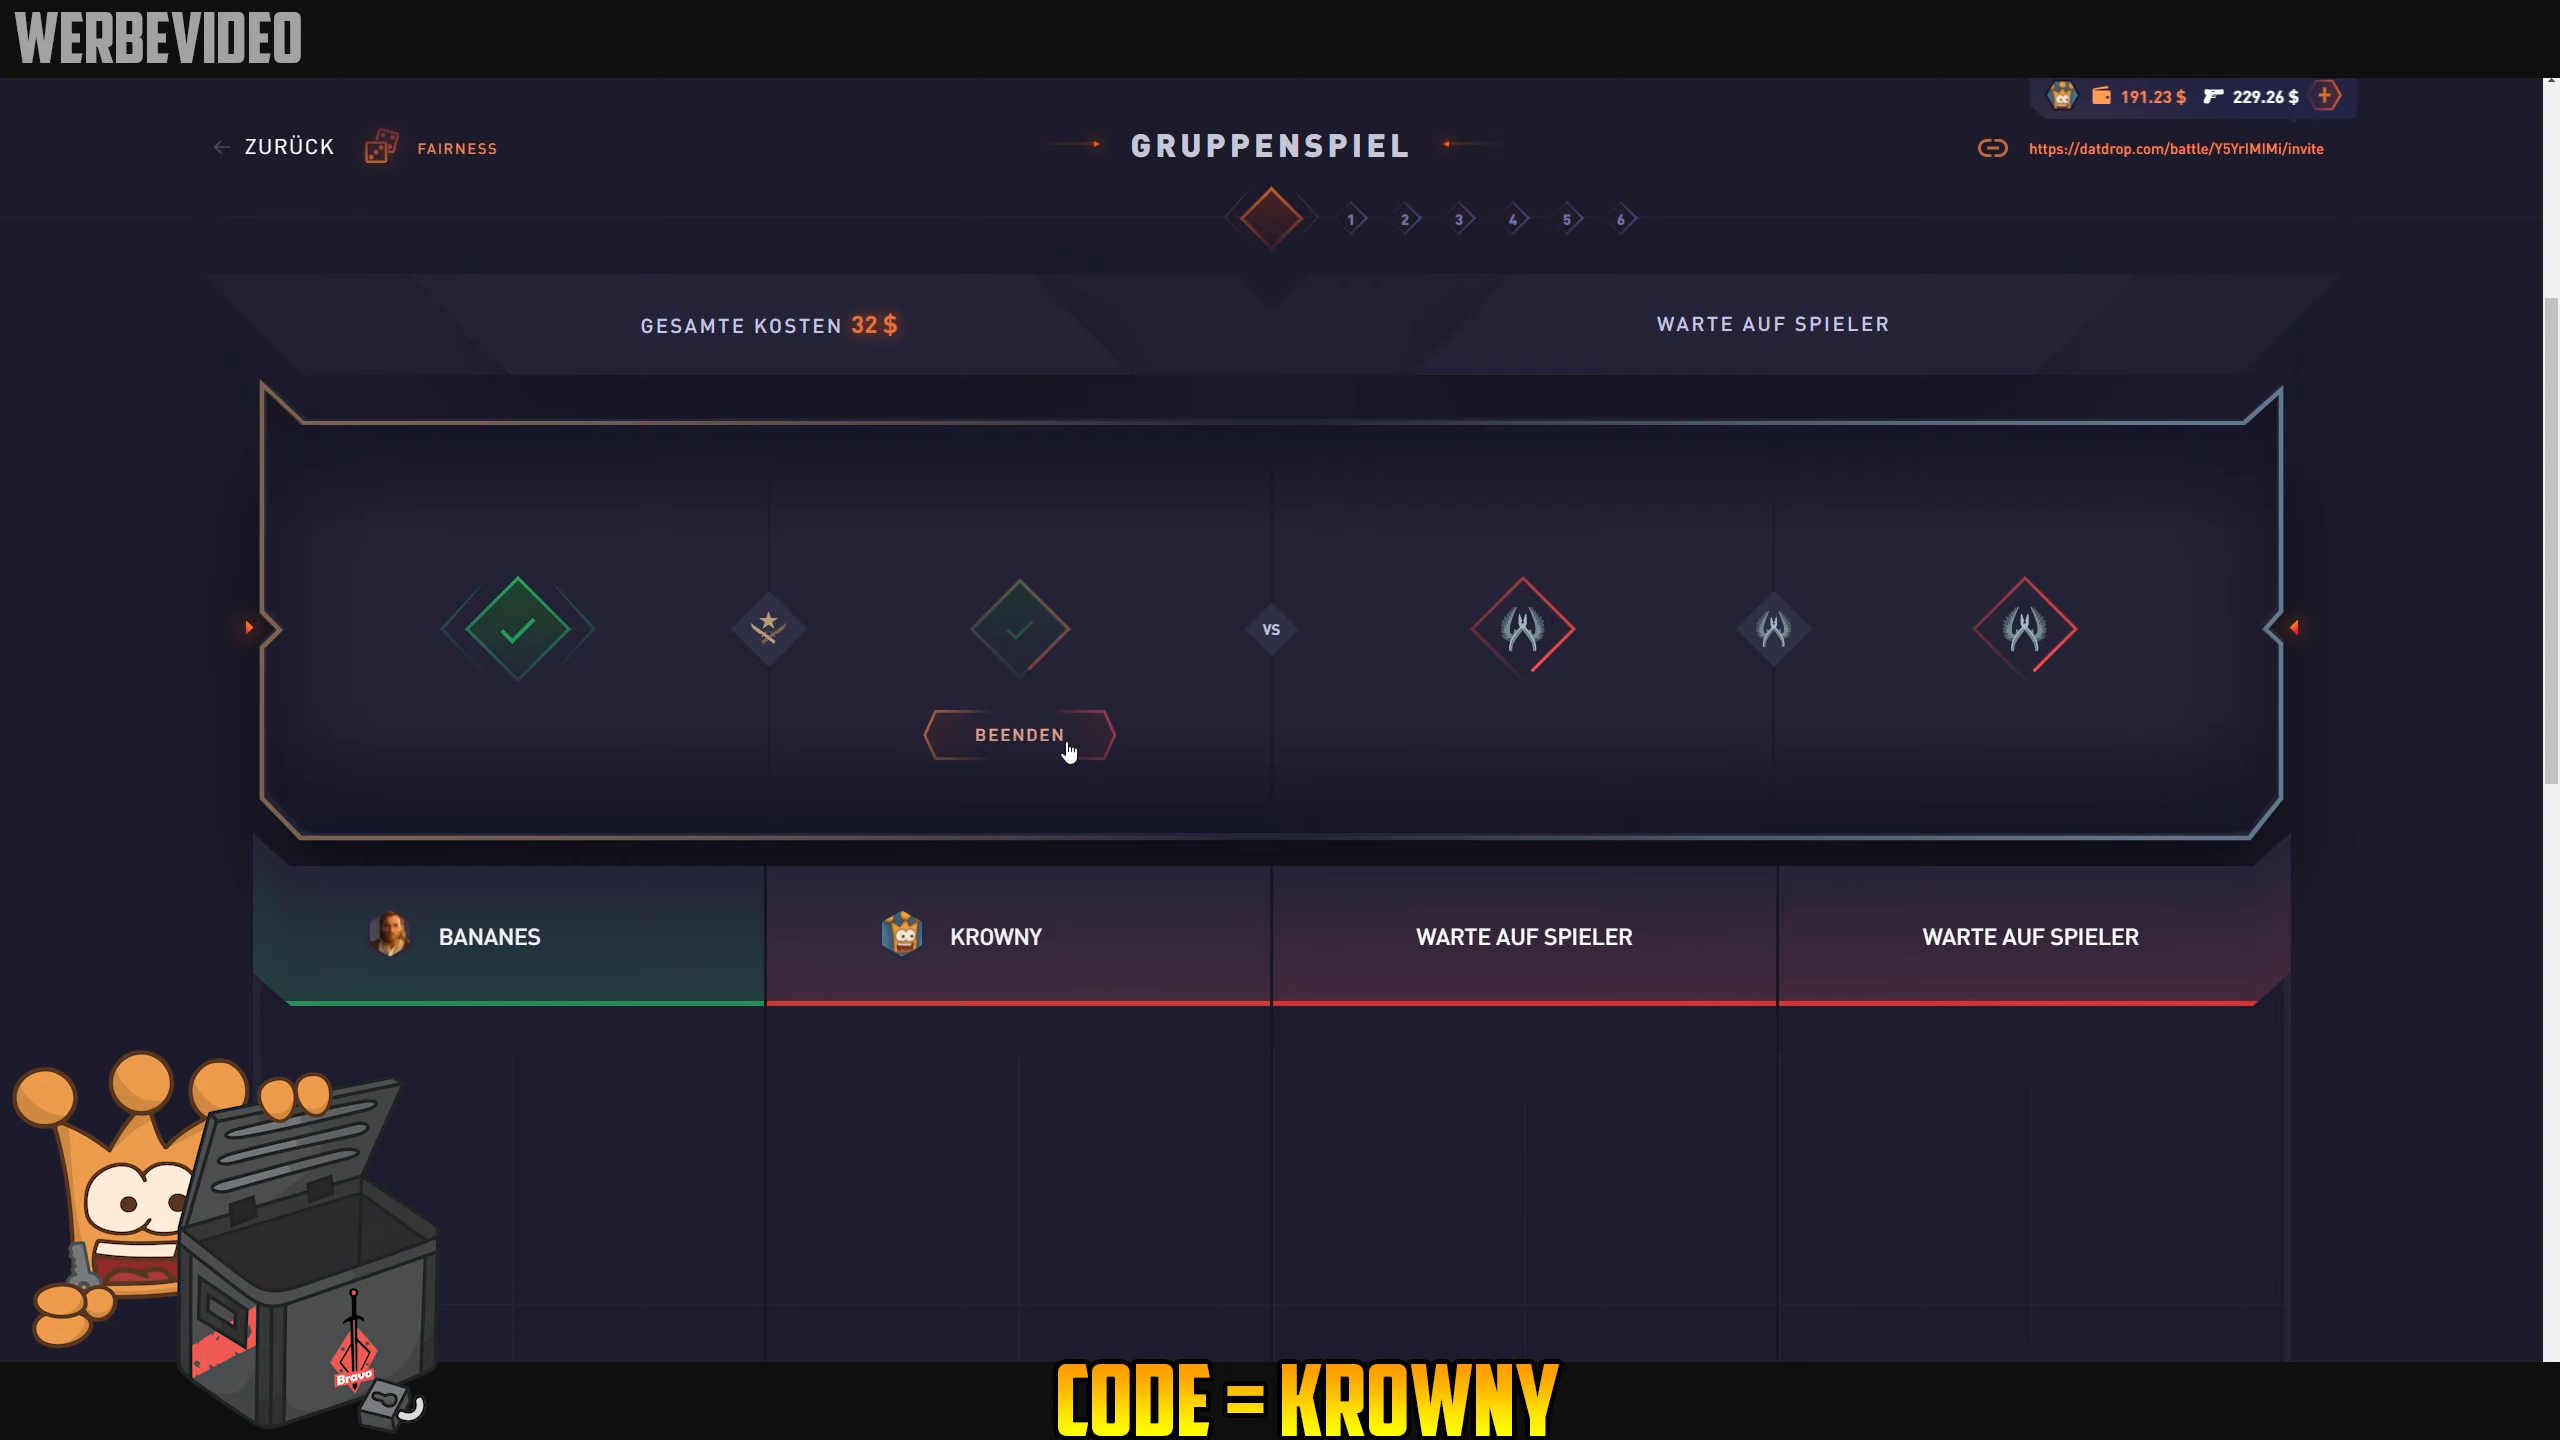 WERBEVIDEO
191.23 $ 229.26 $ +
ZURÜCK FAIRNESS
GRUPPENSPIEL
https://datdrop.com/battle/Y5YrIMIMi/invite
1 2 3 4 5 6
GESAMTE KOSTEN 32 $
WARTE AUF SPIELER
VS
BEENDEN
BANANES
KROWNY
WARTE AUF SPIELER
WARTE AUF SPIELER
Bravo
CODE = KROWNY